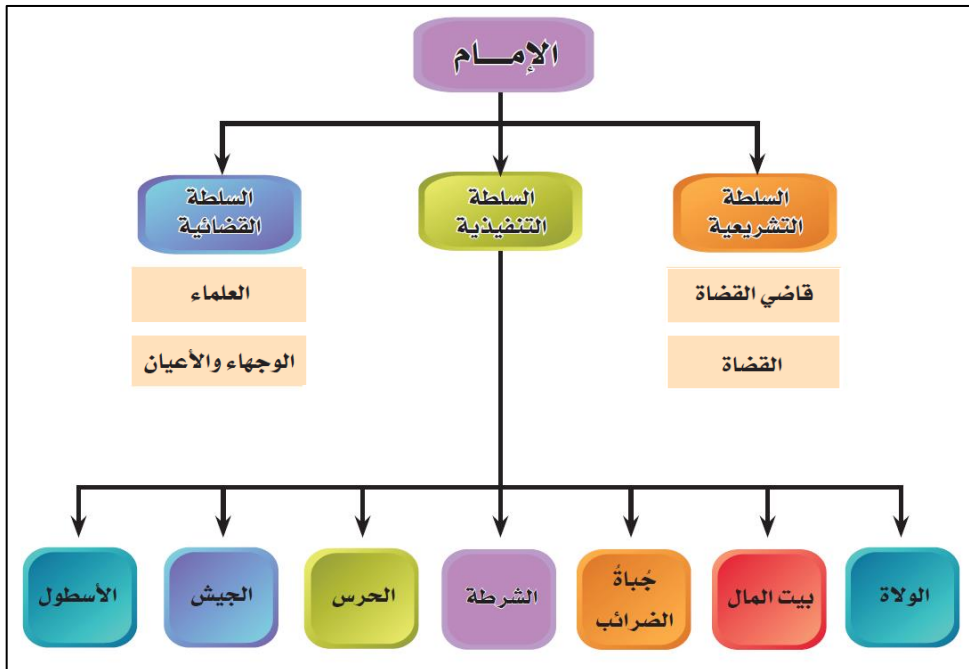 الإمـــام
السلطة
التشريعية
السلطة
التنفيذية
السلطة
القضائية
قاضي القضاة
القضاة
العلماء
الوجهاء والأعيان
الولاة
بيت المال
جُباةُ
الضرائب
الشرطة
الحرس
الجيش
الأسطول